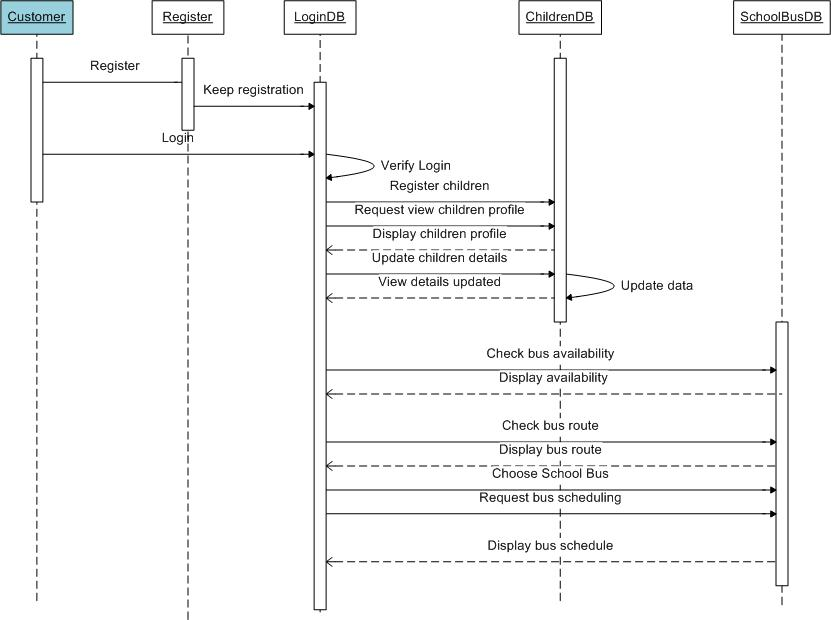 Customer
Register
LoginDB
ChildrenDB
SchoolBusDB
Register
Keep registration
Login
Verify Login
Register children
Request view children profile
Display children profile
Update children details
View details updated
Update data
Check bus availability
Display availability
Check bus route
Display bus route
Choose School Bus
Request bus scheduling
Display bus schedule